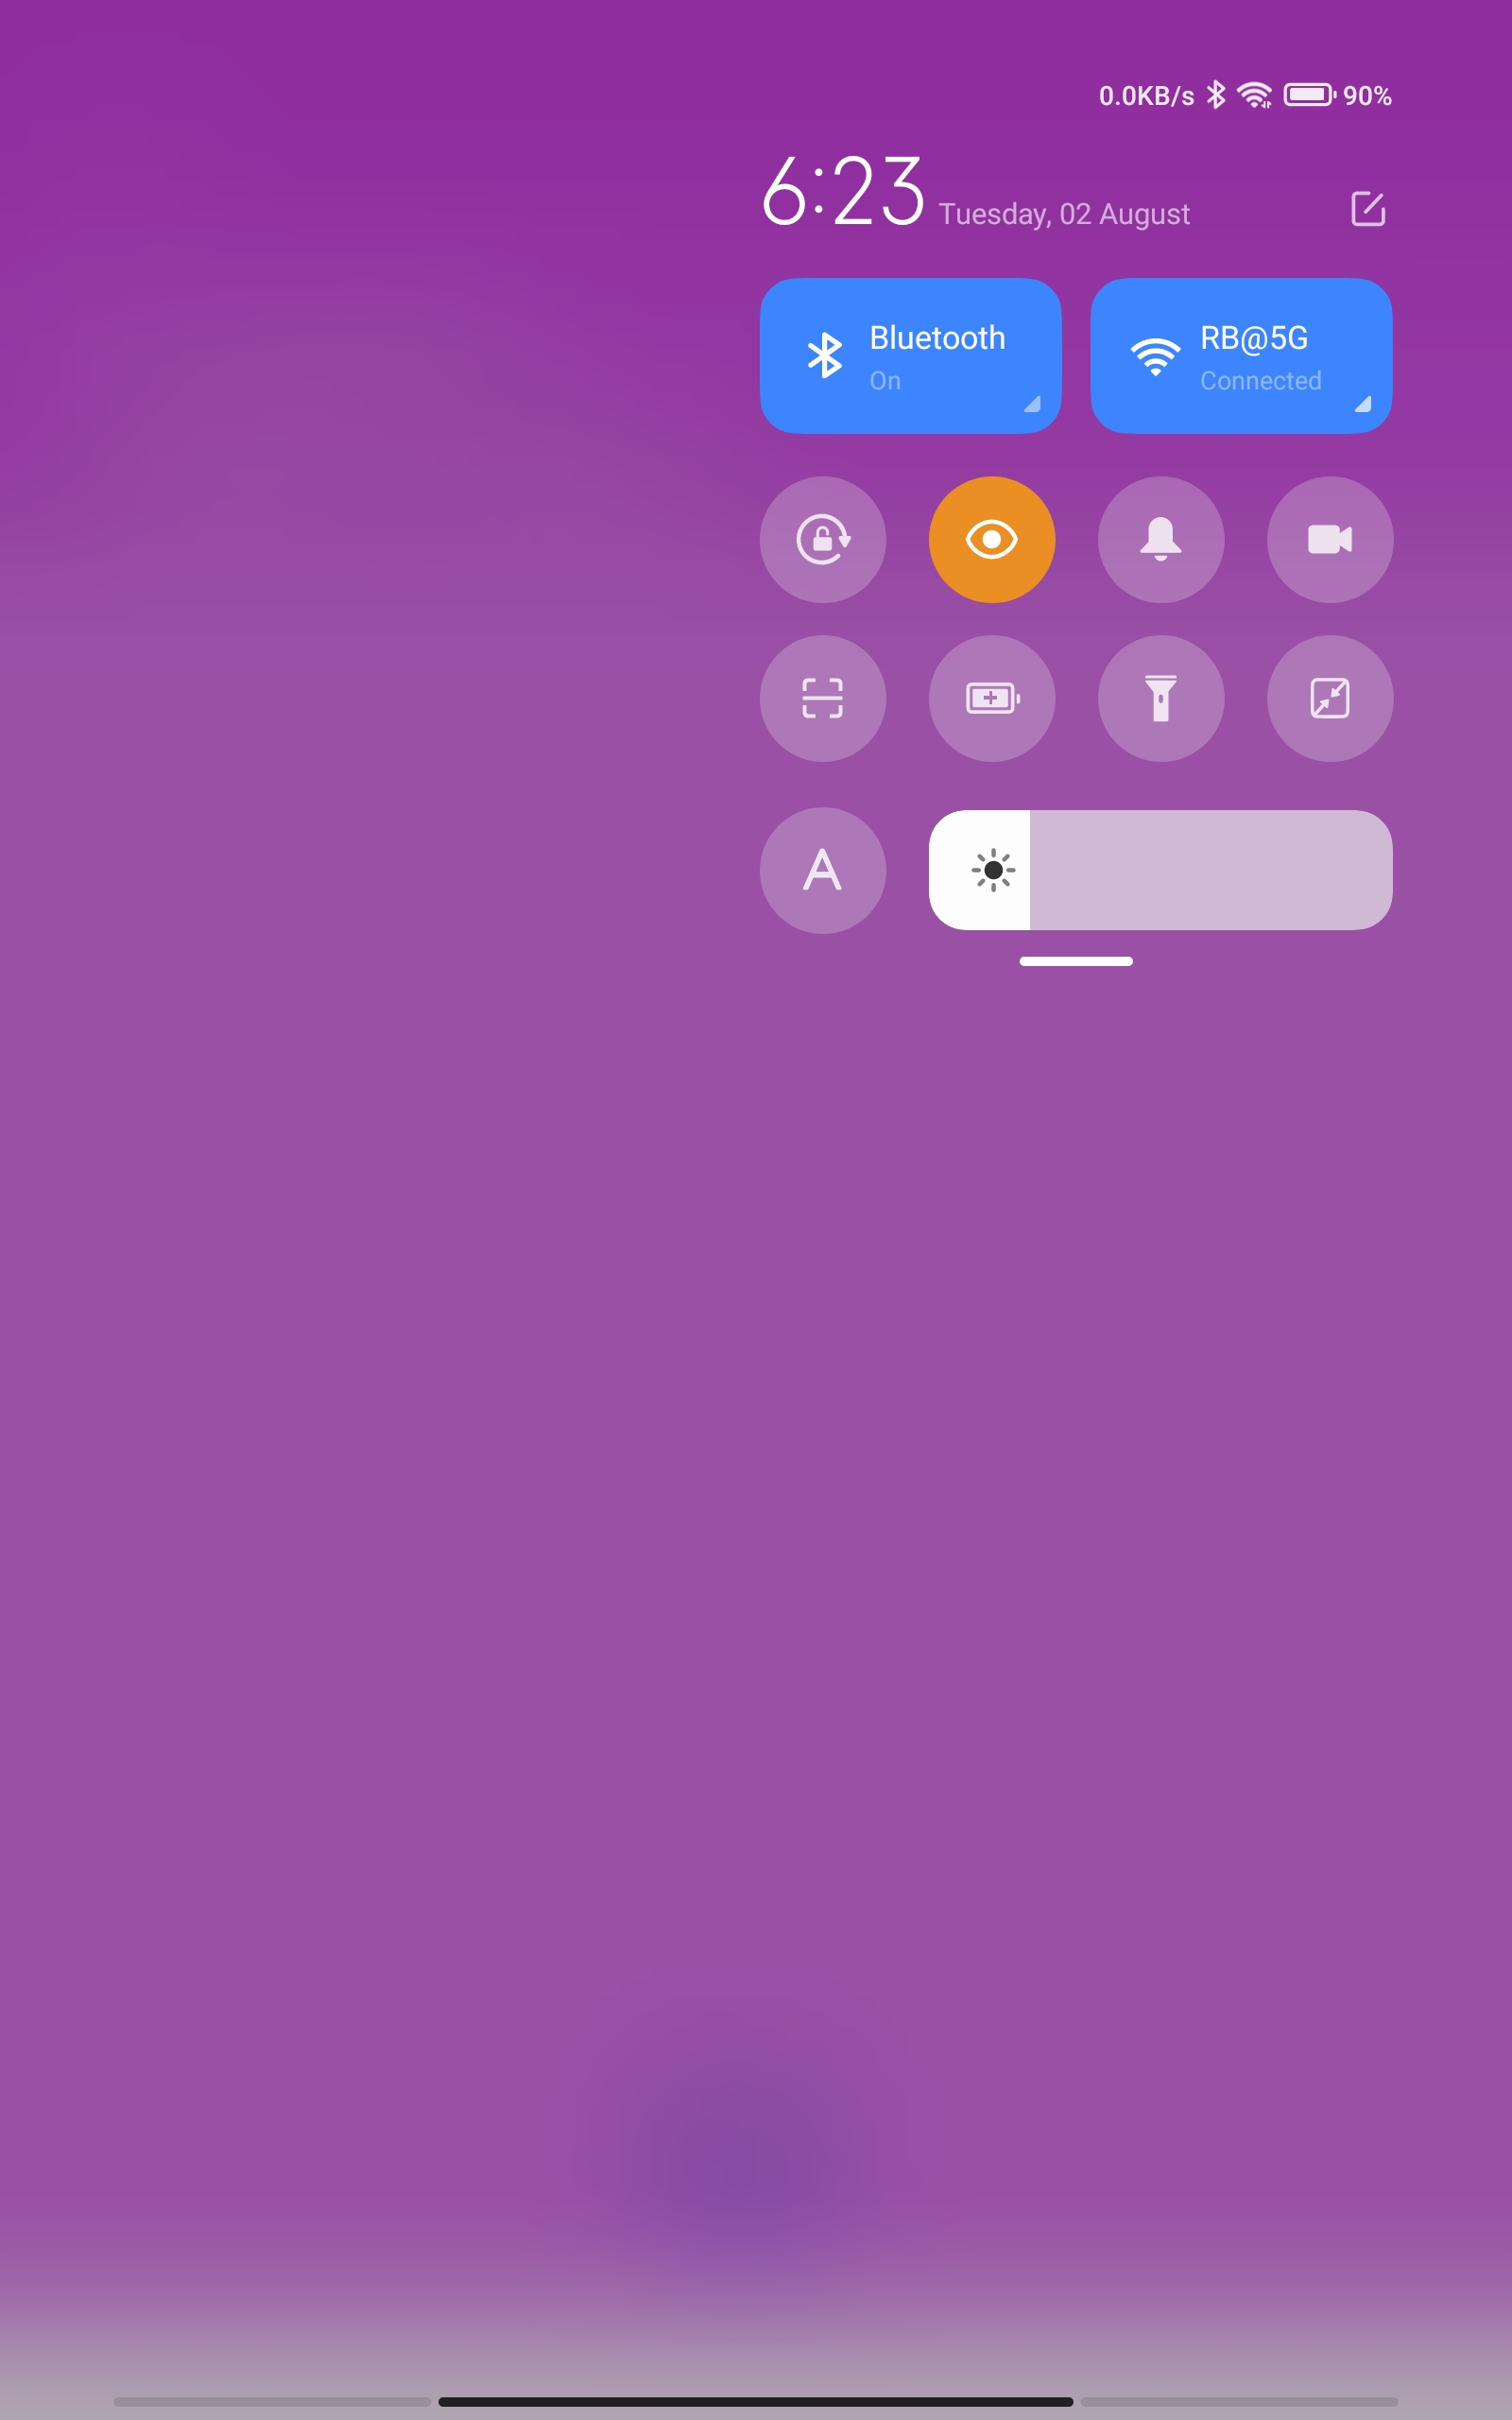 0.0KB/s 90%
6:23 Tuesday, 02 August
Bluetooth
On
RB@5G
Connected
A